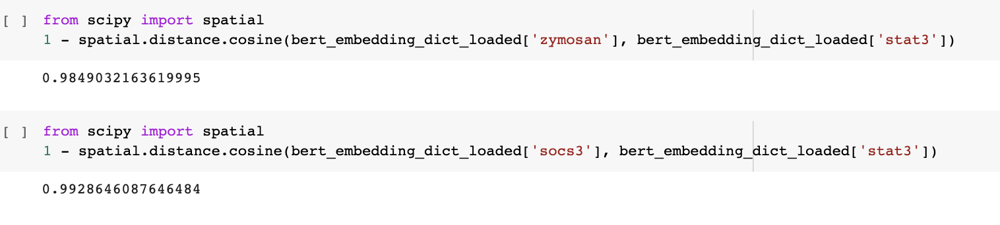 [ ] from scipy import spatial
1 - spatial.distance.cosine(bert_embedding_dict_loaded['zymosan'], bert_embedding_dict_loaded['stat3'])
0.9849032163619995
[ ] from scipy import spatial
1 - spatial.distance.cosine(bert_embedding_dict_loaded['socs3'], bert_embedding_dict_loaded['stat3'])
0.9928646087646484